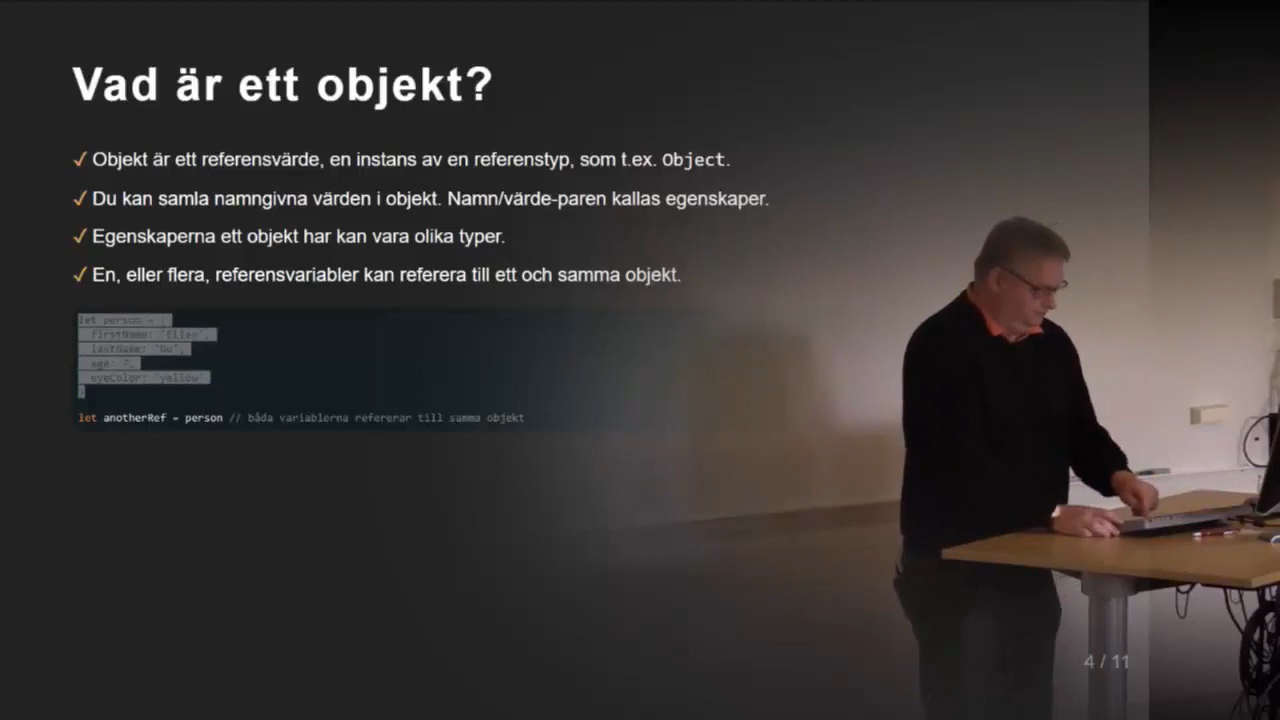 Vad är ett objekt?
✓ Objekt är ett referensvärde, en instans av en referenstyp, som t.ex. Object.
✓ Du kan samla namngivna värden i objekt. Namn/värde-paren kallas egenskaper.
✓ Egenskaperna ett objekt har kan vara olika typer.
✓ En, eller flera, referensvariabler kan referera till ett och samma objekt.
let person = {
firstName: "Ellen",
lastName: "Nu",
age: 7,
eyeColor: "yellow"
}
let anotherRef = person // båda variablerna refererar till samma objekt
4 / 11